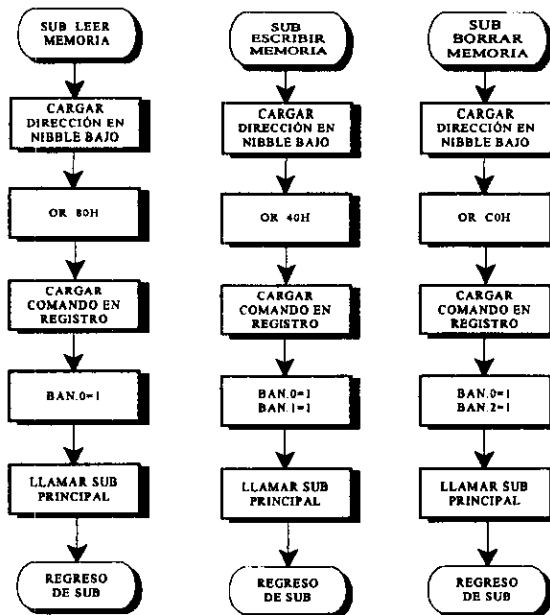 SUB LEER
MEMORIA
CARGAR
DIRECCIÓN EN
NIBBLE BAJO
OR 80H
CARGAR
COMANDO EN
REGISTRO
BAN.0=1
LLAMAR SUB
PRINCIPAL
REGRESO
DE SUB
SUB
ESCRIBIR
MEMORIA
CARGAR
DIRECCIÓN EN
NIBBLE BAJO
OR 40H
CARGAR
COMANDO EN
REGISTRO
BAN.0=1
BAN.1=1
LLAMAR SUB
PRINCIPAL
REGRESO
DE SUB
SUB
BORRAR
MEMORIA
CARGAR
DIRECCIÓN EN
NIBBLE BAJO
OR C0H
CARGAR
COMANDO EN
REGISTRO
BAN.0=1
BAN.2=1
LLAMAR SUB
PRINCIPAL
REGRESO
DE SUB